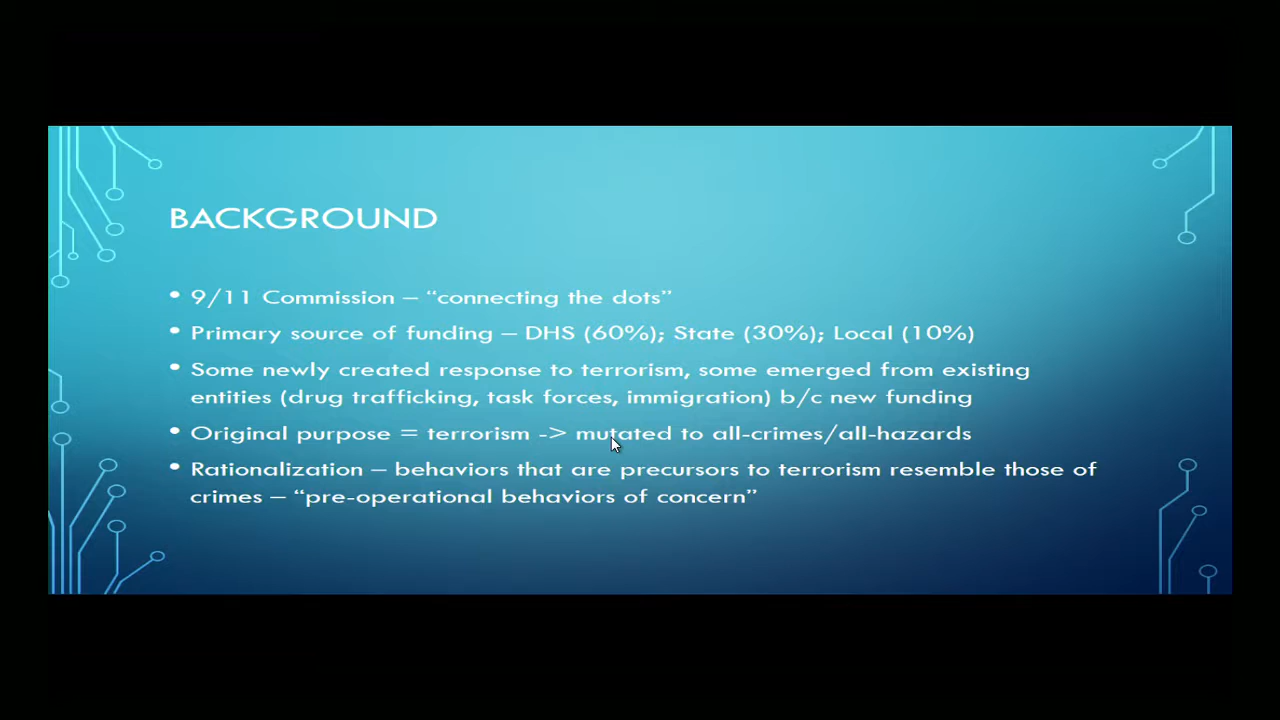 BACKGROUND
• 9/11 Commission – “connecting the dots”
• Primary source of funding – DHS (60%); State (30%); Local (10%)
• Some newly created response to terrorism, some emerged from existing
entities (drug trafficking, task forces, immigration) b/c new funding
• Original purpose = terrorism -> mutated to all-crimes/all-hazards
• Rationalization – behaviors that are precursors to terrorism resemble those of
crimes – “pre-operational behaviors of concern”